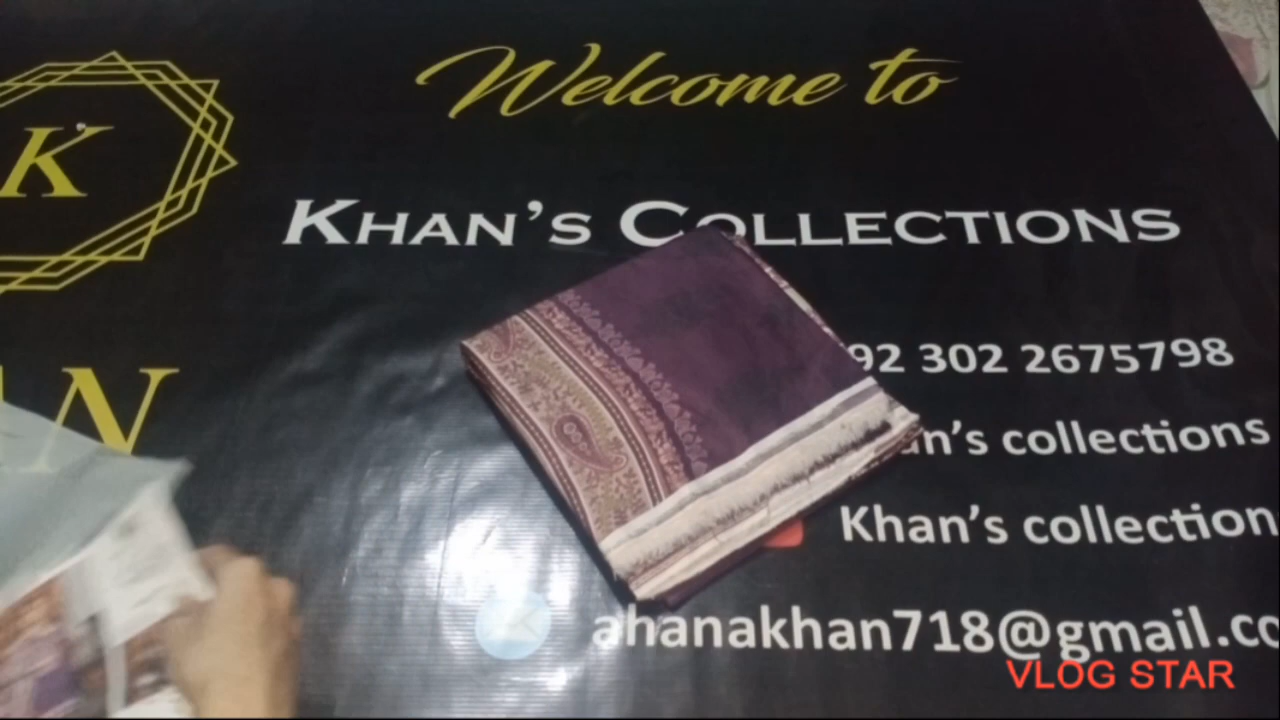 Welcome to
K
KHAN'S COLLECTIONS
92 302 2675798
N
n's collections
Khan's collection
ahanakhan718@gmail.co
VLOG STAR